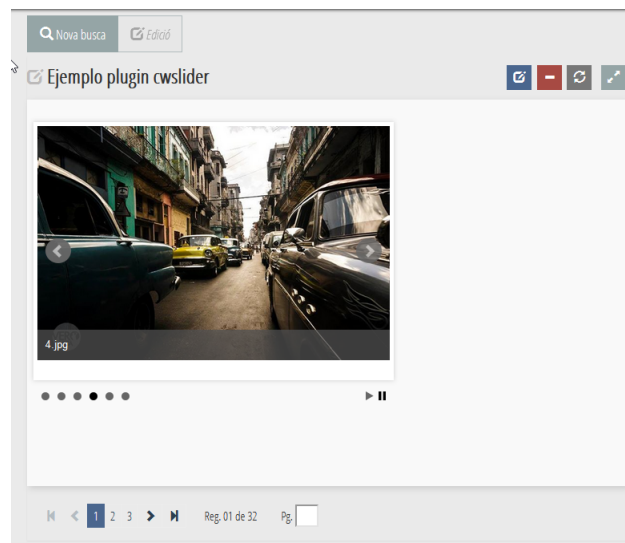 Nova busca Edició
Ejemplo plugin cwslider
4.jpg
1 2 3 Reg. 01 de 32 Pg.